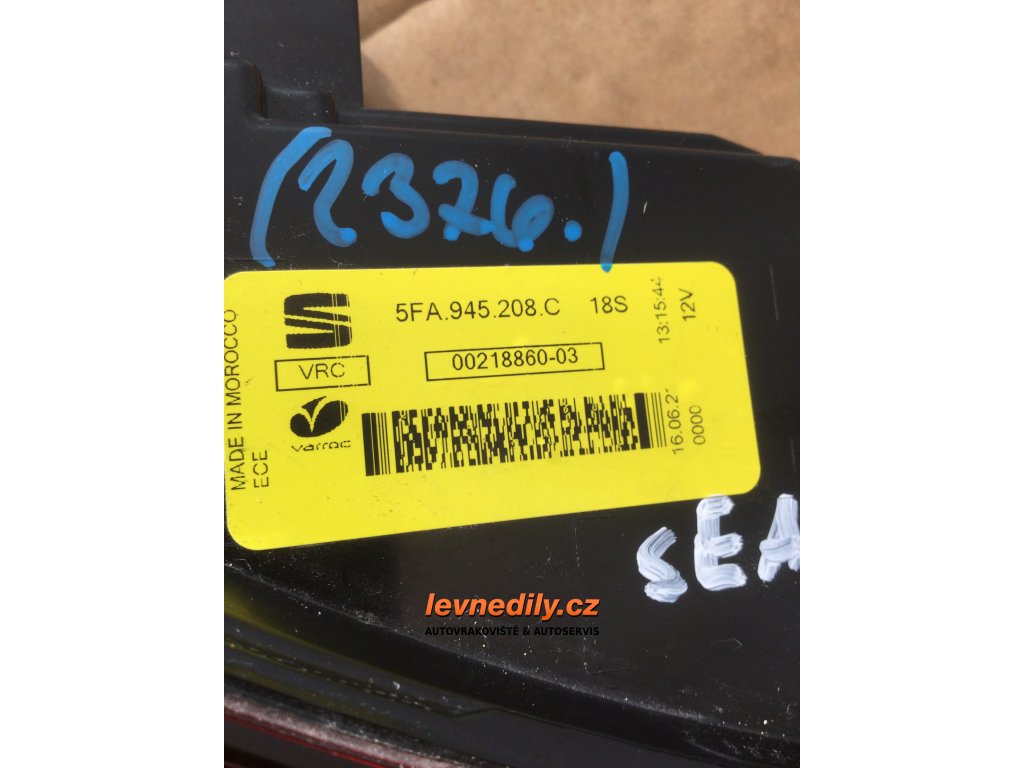 (2376.)
5FA.945.208.C 18S
VRC
00218860-03
varroc
MADE IN MOROCCO
ECE
13:15:44
12V
16.06.2
0000
SEA
levnedily.cz
AUTOVRAKOVIŠTĚ & AUTOSERVIS